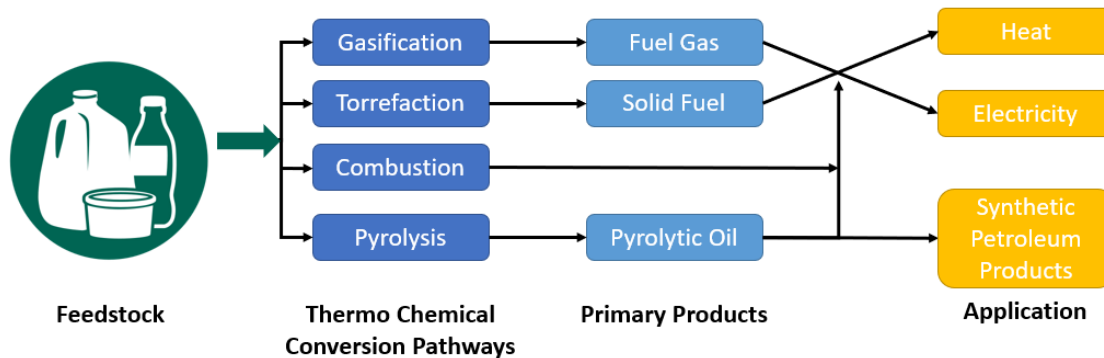 Gasification
Fuel Gas
Heat
Torrefaction
Solid Fuel
Electricity
Combustion
Pyrolysis
Pyrolytic Oil
Synthetic
Petroleum
Products
Feedstock
Thermo Chemical
Conversion Pathways
Primary Products
Application